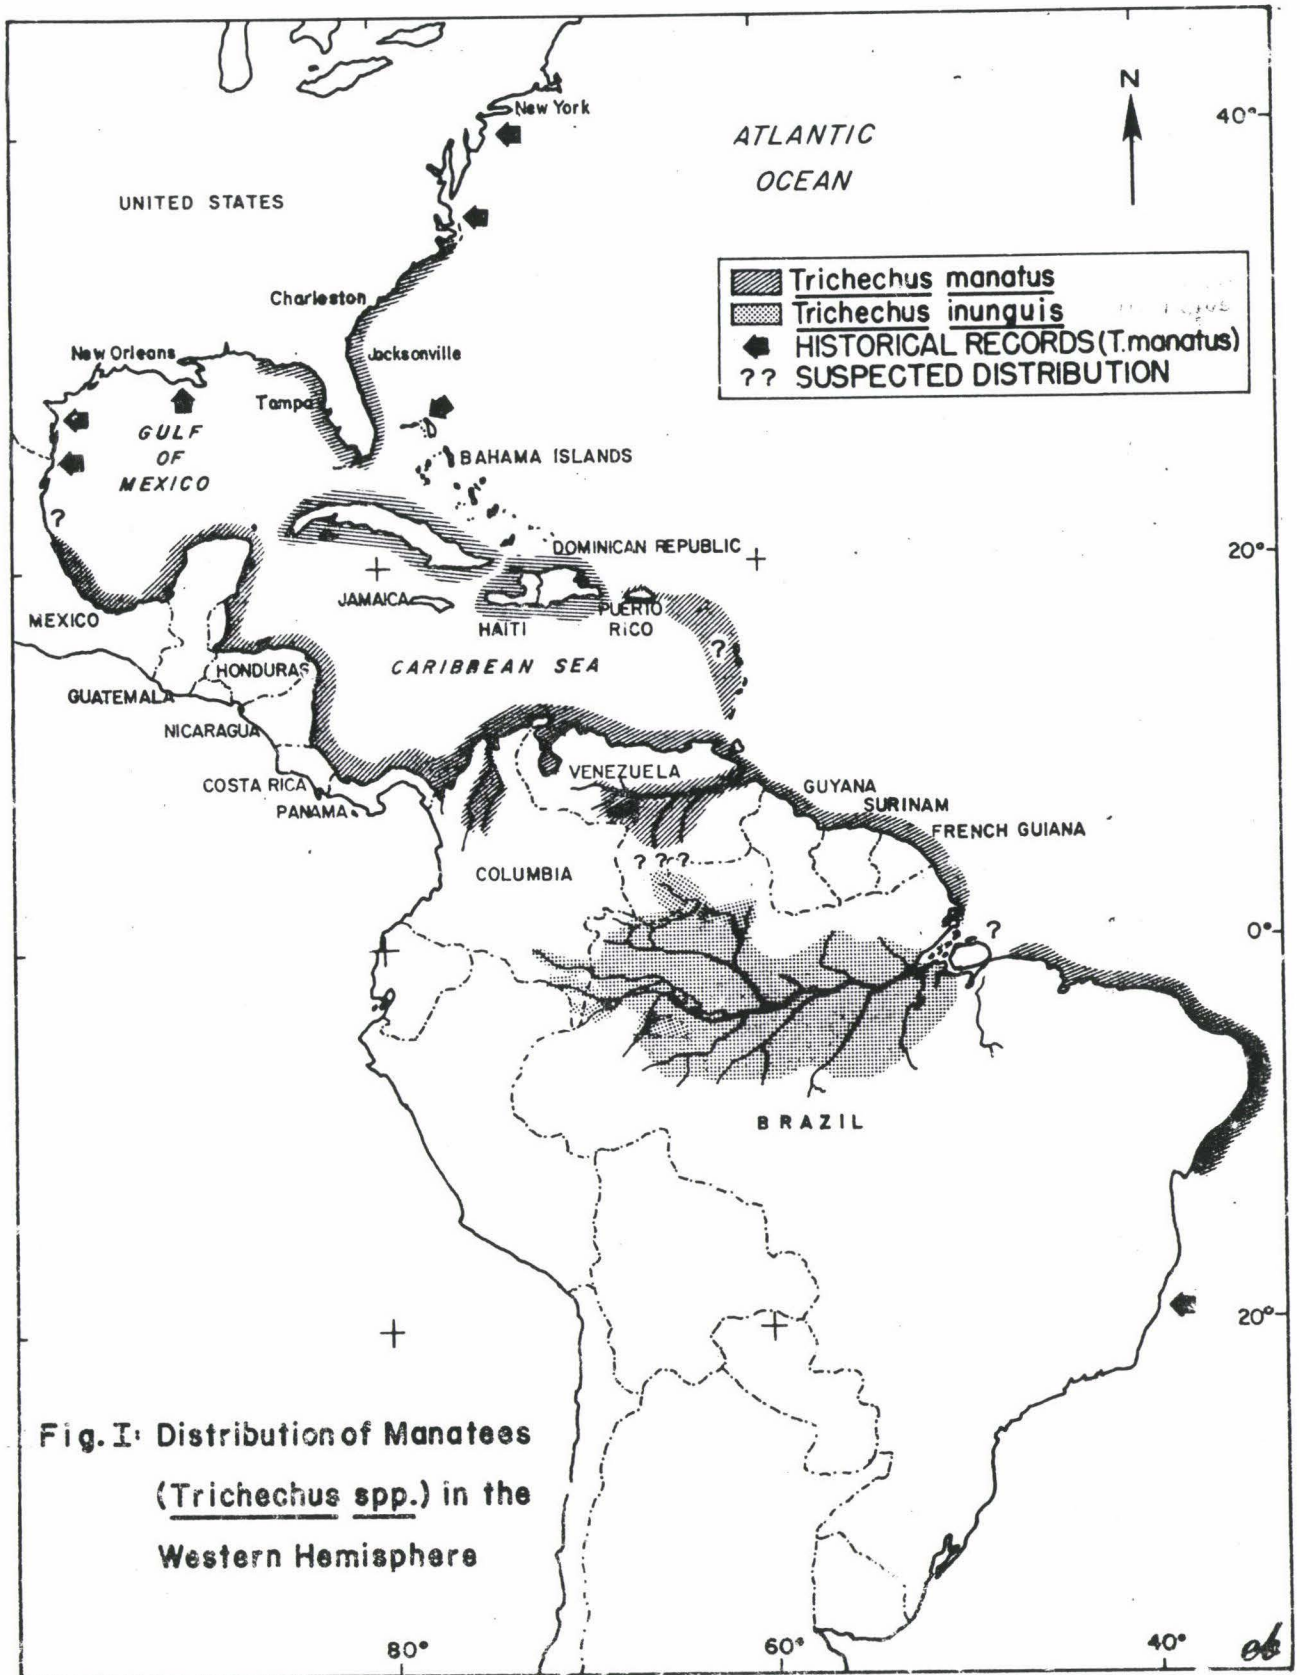 New York
40°
N
ATLANTIC
OCEAN
UNITED STATES
Trichechus manatus
Trichechus inunguis
HISTORICAL RECORDS (T. manatus)
?? SUSPECTED DISTRIBUTION
Charleston
New Orleans
Jacksonville
Tampa
GULF
OF
MEXICO
BAHAMA ISLANDS
?
DOMINICAN REPUBLIC
20°
JAMAICA
HAITI
PUERTO
RICO
MEXICO
?
HONDURAS
CARIBBEAN SEA
GUATEMALA
NICARAGUA
COSTA RICA
PANAMA
VENEZUELA
GUYANA
SURINAM
FRENCH GUIANA
? ? ?
COLUMBIA
?
0°
BRAZIL
20°
Fig. I: Distribution of Manatees
(Trichechus spp.) in the
Western Hemisphere
80°
60°
40°